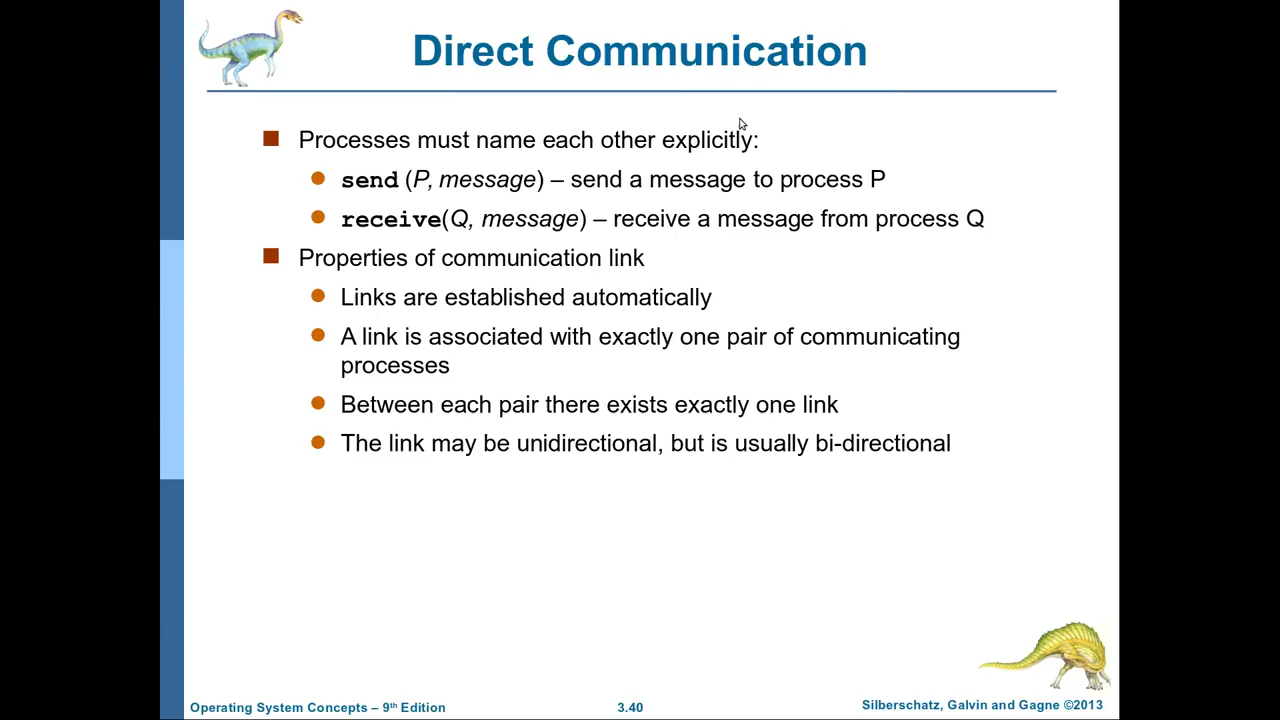 Direct Communication
Processes must name each other explicitly:
send (P, message) – send a message to process P
receive(Q, message) – receive a message from process Q
Properties of communication link
Links are established automatically
A link is associated with exactly one pair of communicating
processes
Between each pair there exists exactly one link
The link may be unidirectional, but is usually bi-directional
Operating System Concepts – 9th Edition
3.40
Silberschatz, Galvin and Gagne ©2013